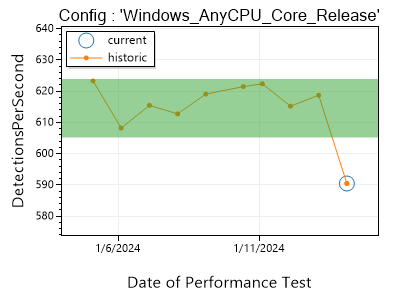 Config : 'Windows_AnyCPU_Core_Release'
current
historic
640
630
620
610
600
590
580
DetectionsPerSecond
1/6/2024
1/11/2024
Date of Performance Test